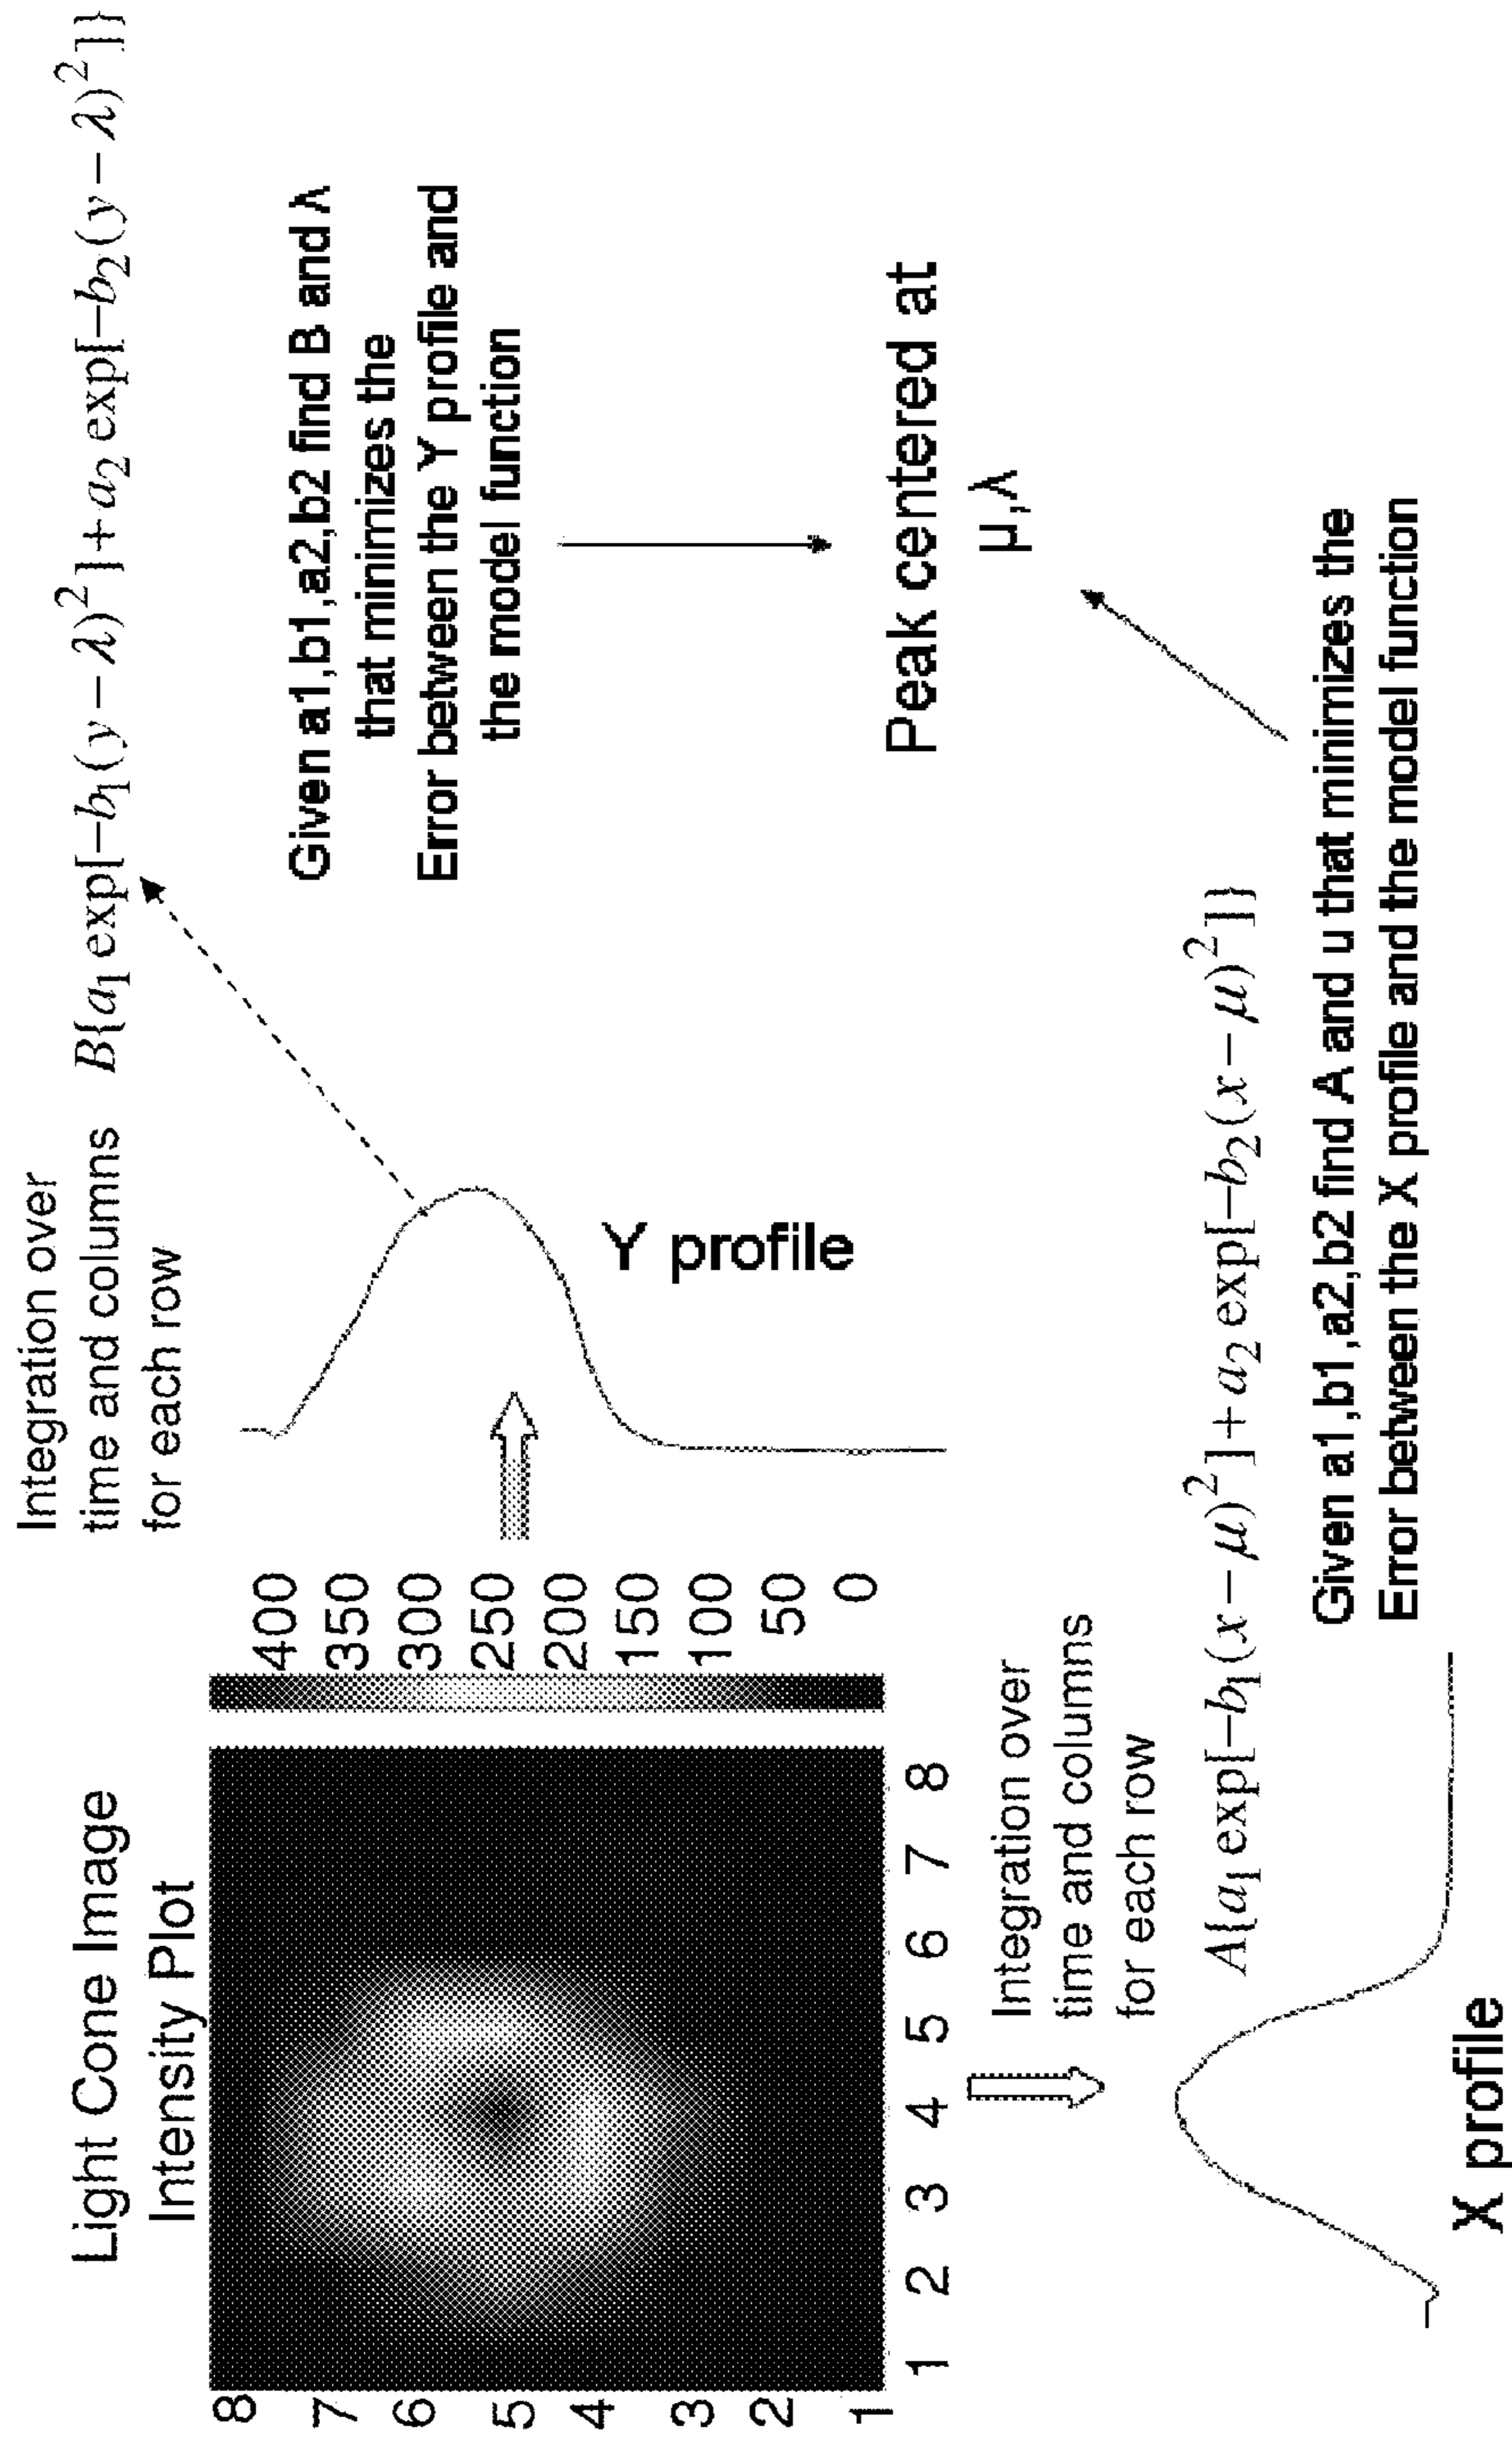 Light Cone Image
Intensity Plot
8
7
6
5
4
3
2
1
1 2 3 4 5 6 7 8
400
350
300
250
200
150
100
50
0
Integration over
time and columns
for each row
Y profile
B{a₁ exp[−b₁(y − λ)²] + a₂ exp[−b₂(y − λ)²]}
Given a1,b1,a2,b2 find B and λ
that minimizes the
Error between the Y profile and
the model function
Peak centered at
μ,λ
Integration over
time and columns
for each row
X profile
A{a₁ exp[−b₁(x − μ)²] + a₂ exp[−b₂(x − μ)²]}
Given a1,b1,a2,b2 find A and u that minimizes the
Error between the X profile and the model function